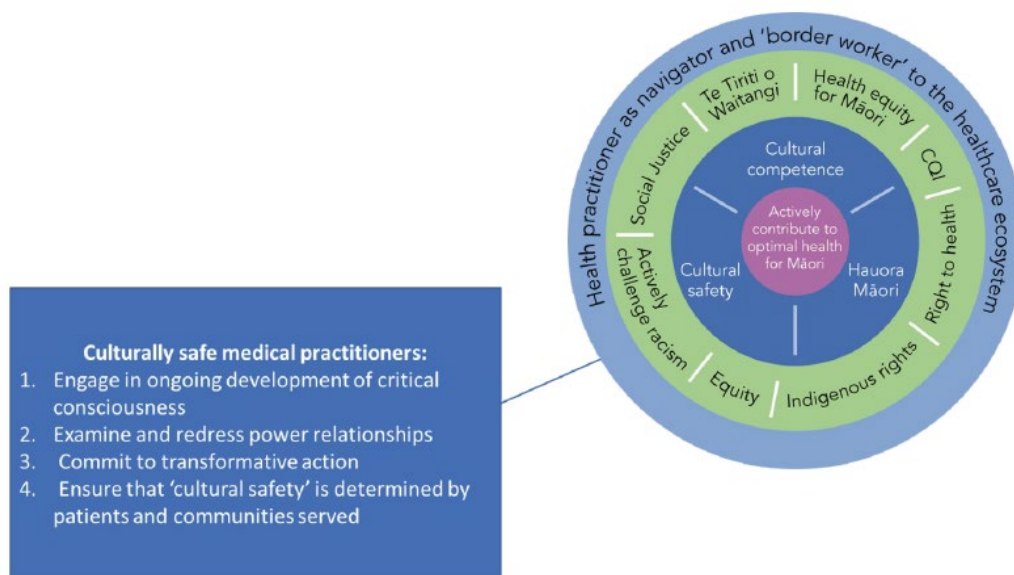 Health practitioner as navigator and ‘border worker’ to the healthcare ecosystem
Te Tiriti o
Waitangi
Health equity
for Māori
CQI
Right to health
Indigenous rights
Equity
Actively
challenge racism
Social Justice
Cultural
competence
Hauora
Māori
Cultural
safety
Actively
contribute to
optimal health
for Māori
Culturally safe medical practitioners:
1. Engage in ongoing development of critical
consciousness
2. Examine and redress power relationships
3. Commit to transformative action
4. Ensure that ‘cultural safety’ is determined by
patients and communities served